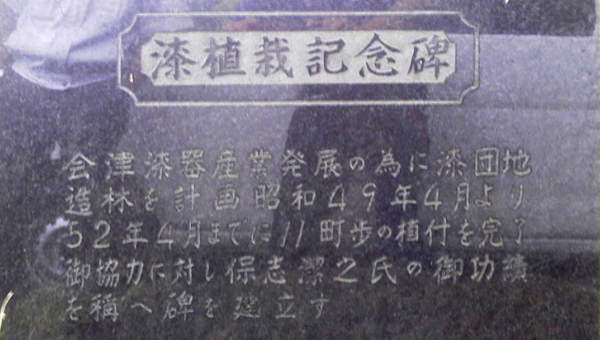 漆植栽記念碑
会津漆器産業発展の為に漆団地
造林を計画昭和49年4月より
52年4月までに11町歩の植付を完了
御協力に対し保志潔之氏の御功績
を稱へ碑を建立す